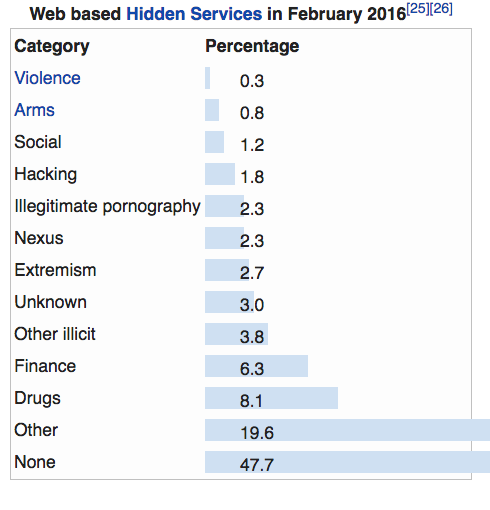 Web based Hidden Services in February 2016[25][26]
Category Percentage
Violence 0.3
Arms 0.8
Social 1.2
Hacking 1.8
Illegitimate pornography 2.3
Nexus 2.3
Extremism 2.7
Unknown 3.0
Other illicit 3.8
Finance 6.3
Drugs 8.1
Other 19.6
None 47.7